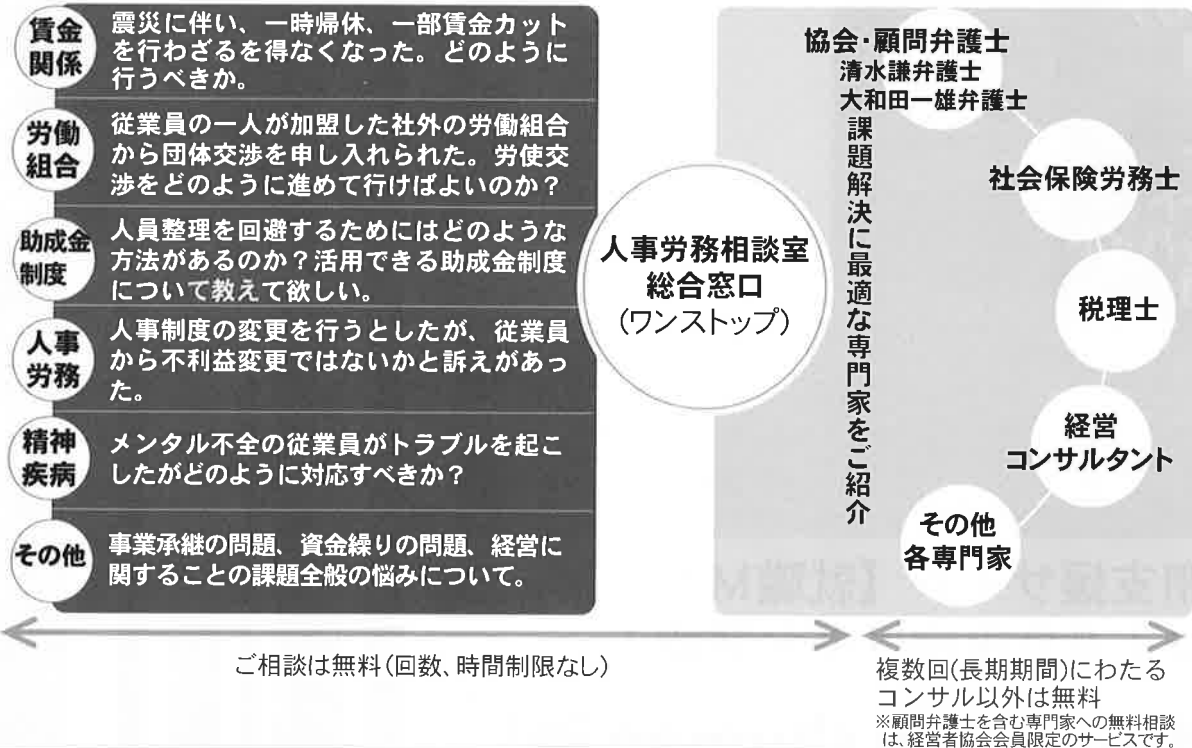 賃金
関係
震災に伴い、一時帰休、一部賃金カット
を行わざるを得なくなった。どのように
行うべきか。
労働
組合
従業員の一人が加盟した社外の労働組合
から団体交渉を申し入れられた。労使交
渉をどのように進めて行けばよいのか？
助成金
制度
人員整理を回避するためにはどのような
方法があるのか？活用できる助成金制度
について教えて欲しい。
人事
労務
人事制度の変更を行うとしたが、従業員
から不利益変更ではないかと訴えがあっ
た。
精神
疾病
メンタル不全の従業員がトラブルを起こ
したがどのように対応すべきか？
その他
事業承継の問題、資金繰りの問題、経営に
関することの課題全般の悩みについて。
人事労務相談室
総合窓口
（ワンストップ）
課題解決に最適な専門家をご紹介
協会・顧問弁護士
清水謙弁護士
大和田一雄弁護士
社会保険労務士
税理士
経営
コンサルタント
その他
各専門家
ご相談は無料（回数、時間制限なし）
複数回(長期期間)にわたる
コンサル以外は無料
※顧問弁護士を含む専門家への無料相談
は、経営者協会会員限定のサービスです。